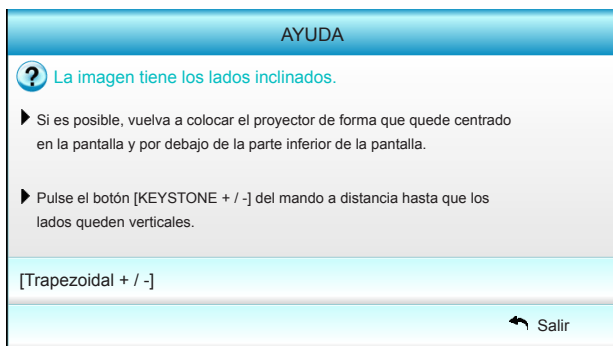 AYUDA
La imagen tiene los lados inclinados.
Si es posible, vuelva a colocar el proyector de forma que quede centrado
en la pantalla y por debajo de la parte inferior de la pantalla.
Pulse el botón [KEYSTONE + / -] del mando a distancia hasta que los
lados queden verticales.
[Trapezoidal + / -]
Salir